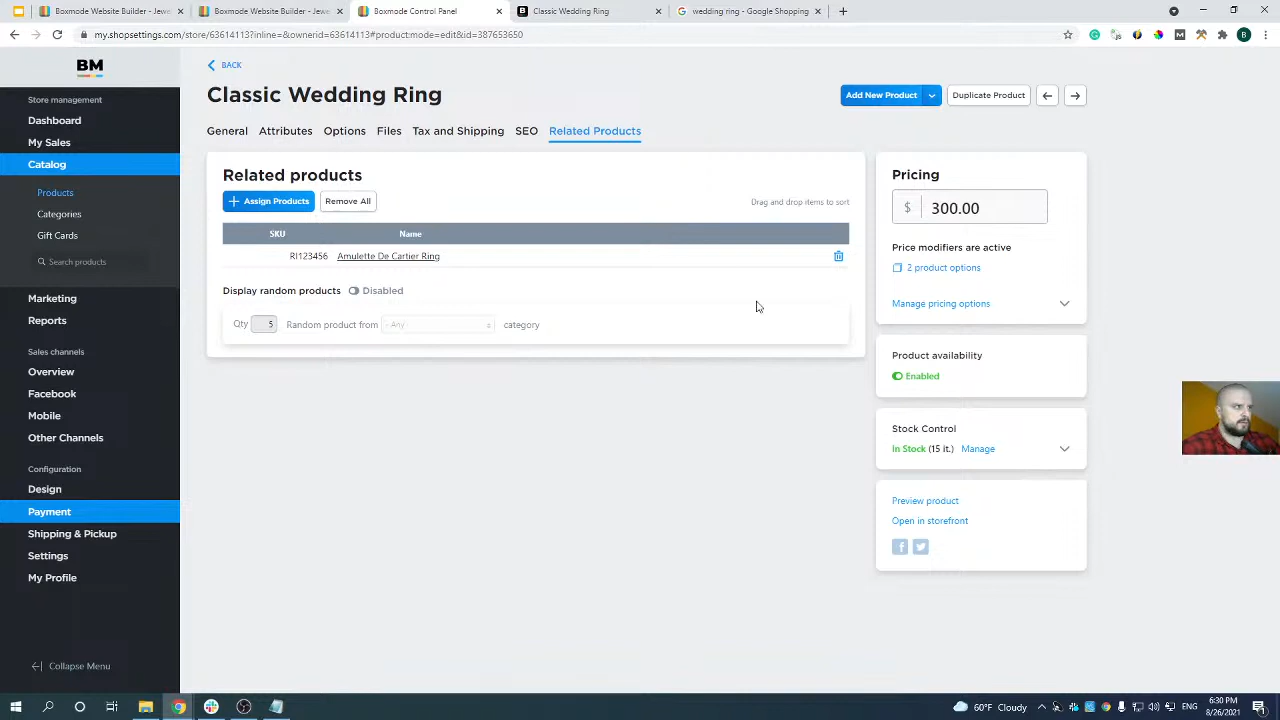 Boxmode Website Builder - Jewe
Boxmode Website Builder - Jewe
Boxmode Control Panel
Classic Wedding Ring
wedding ring - Google Shopping
my.shopsettings.com/store/63614113?inline=&ownerid=63614113#product:mode=edit&id=387653650
B
BM
Store management
Dashboard
My Sales
Catalog
Products
Categories
Gift Cards
Search products
Marketing
Reports
Sales channels
Overview
Facebook
Mobile
Other Channels
Configuration
Design
Payment
Shipping & Pickup
Settings
My Profile
Collapse Menu
BACK
Classic Wedding Ring
Add New Product
Duplicate Product
General Attributes Options Files Tax and Shipping SEO Related Products
Related products
Assign Products
Remove All
Drag and drop items to sort
SKU Name
RI123456 Amulette De Cartier Ring
Display random products Disabled
Qty 5 Random product from - Any category
Pricing
$ 300.00
Price modifiers are active
2 product options
Manage pricing options
Product availability
Enabled
Stock Control
In Stock (15 it.) Manage
Preview product
Open in storefront
60°F Cloudy
ENG
6:30 PM
8/26/2021